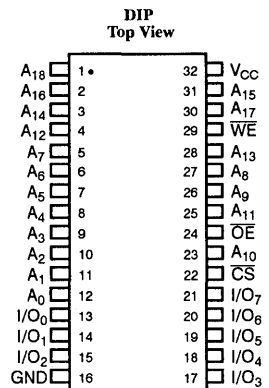 DIP
Top View
A18 1 32 VCC
A16 2 31 A15
A14 3 30 A17
A12 4 29 WE
A7 5 28 A13
A6 6 27 A8
A5 7 26 A9
A4 8 25 A11
A3 9 24 OE
A2 10 23 A10
A1 11 22 CS
A0 12 21 I/O7
I/O0 13 20 I/O6
I/O1 14 19 I/O5
I/O2 15 18 I/O4
GND 16 17 I/O3